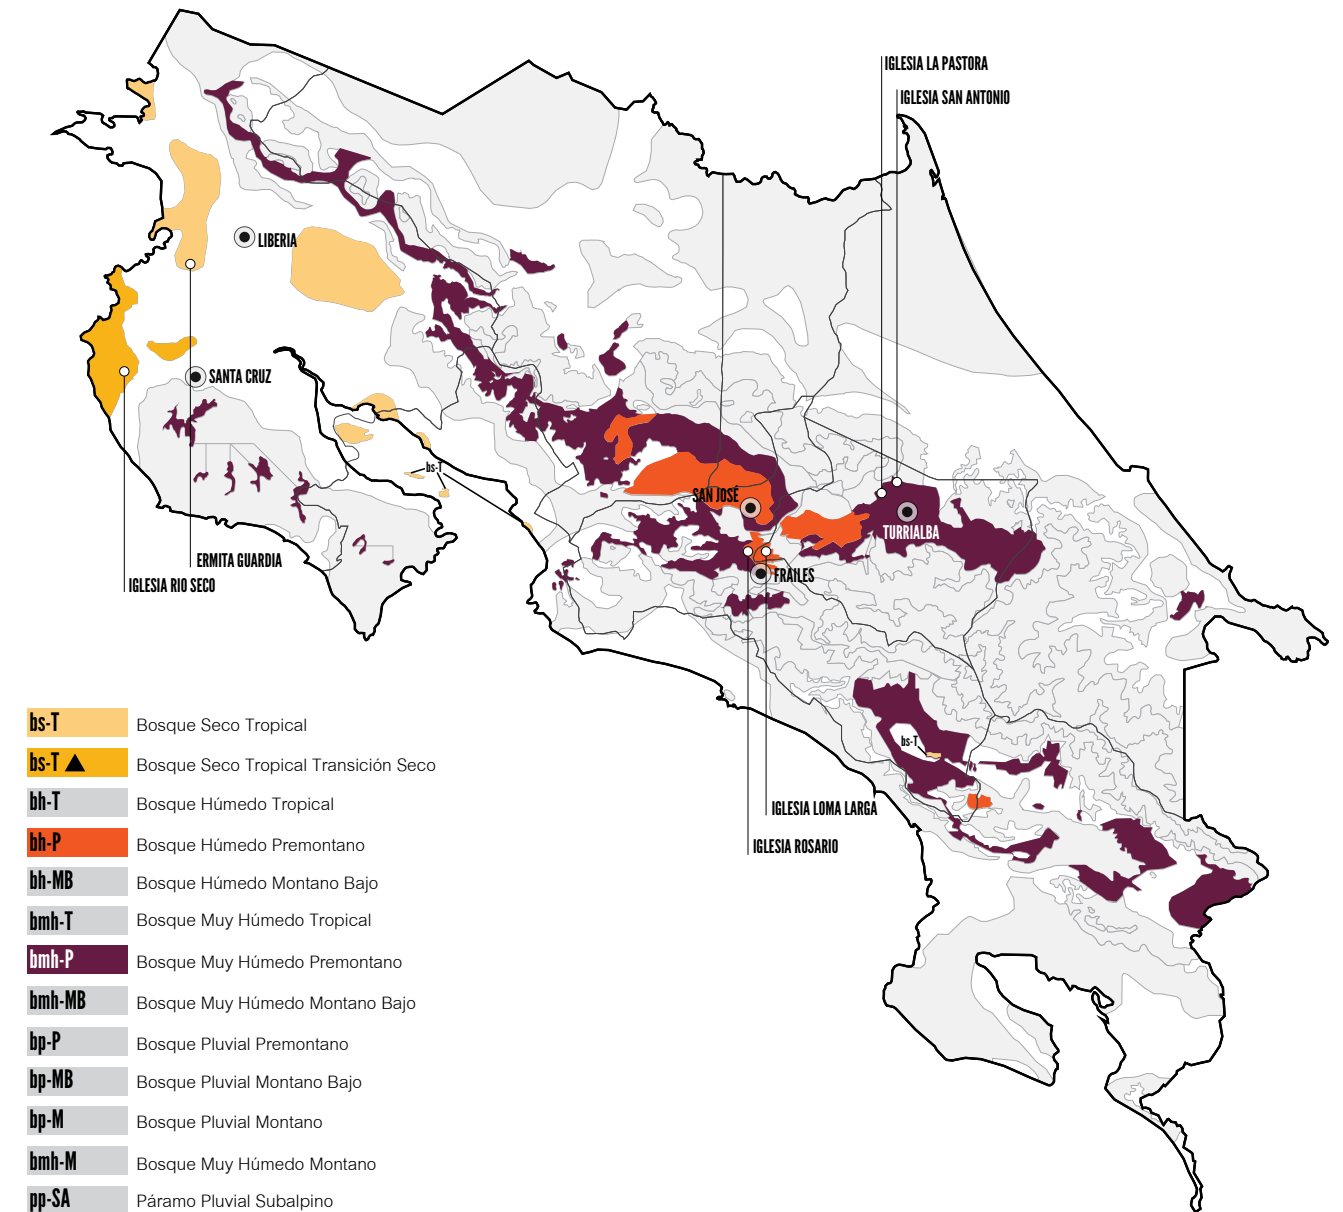 IGLESIA LA PASTORA
IGLESIA SAN ANTONIO
LIBERIA
SANTA CRUZ
bs-T
SAN JOSÉ
TURRIALBA
ERMITA GUARDIA
FRAILES
IGLESIA RIO SECO
bs-T
IGLESIA LOMA LARGA
IGLESIA ROSARIO
bs-T Bosque Seco Tropical
bs-T ▲ Bosque Seco Tropical Transición Seco
bh-T Bosque Húmedo Tropical
bh-P Bosque Húmedo Premontano
bh-MB Bosque Húmedo Montano Bajo
bmh-T Bosque Muy Húmedo Tropical
bmh-P Bosque Muy Húmedo Premontano
bmh-MB Bosque Muy Húmedo Montano Bajo
bp-P Bosque Pluvial Premontano
bp-MB Bosque Pluvial Montano Bajo
bp-M Bosque Pluvial Montano
bmh-M Bosque Muy Húmedo Montano
pp-SA Páramo Pluvial Subalpino